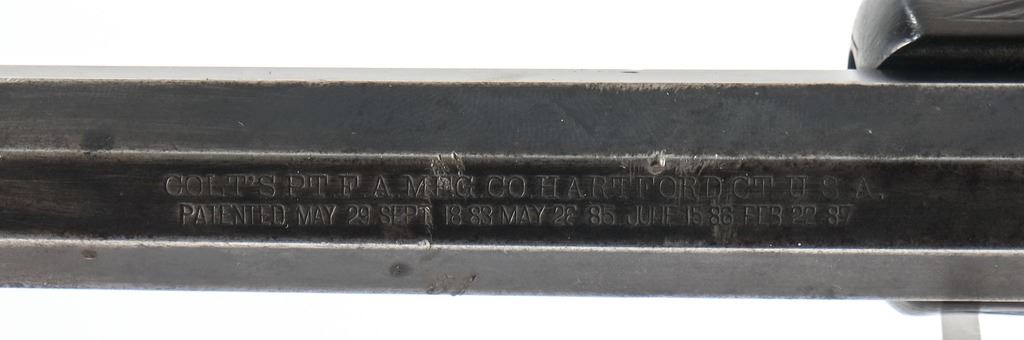 COLT'S PT. F. A. MFG. CO. HARTFORD, CT. U. S. A.
PATENTED, MAY 29 SEPT. 18 83 MAY 26 85. JUNE 15 86 FEB 22 87